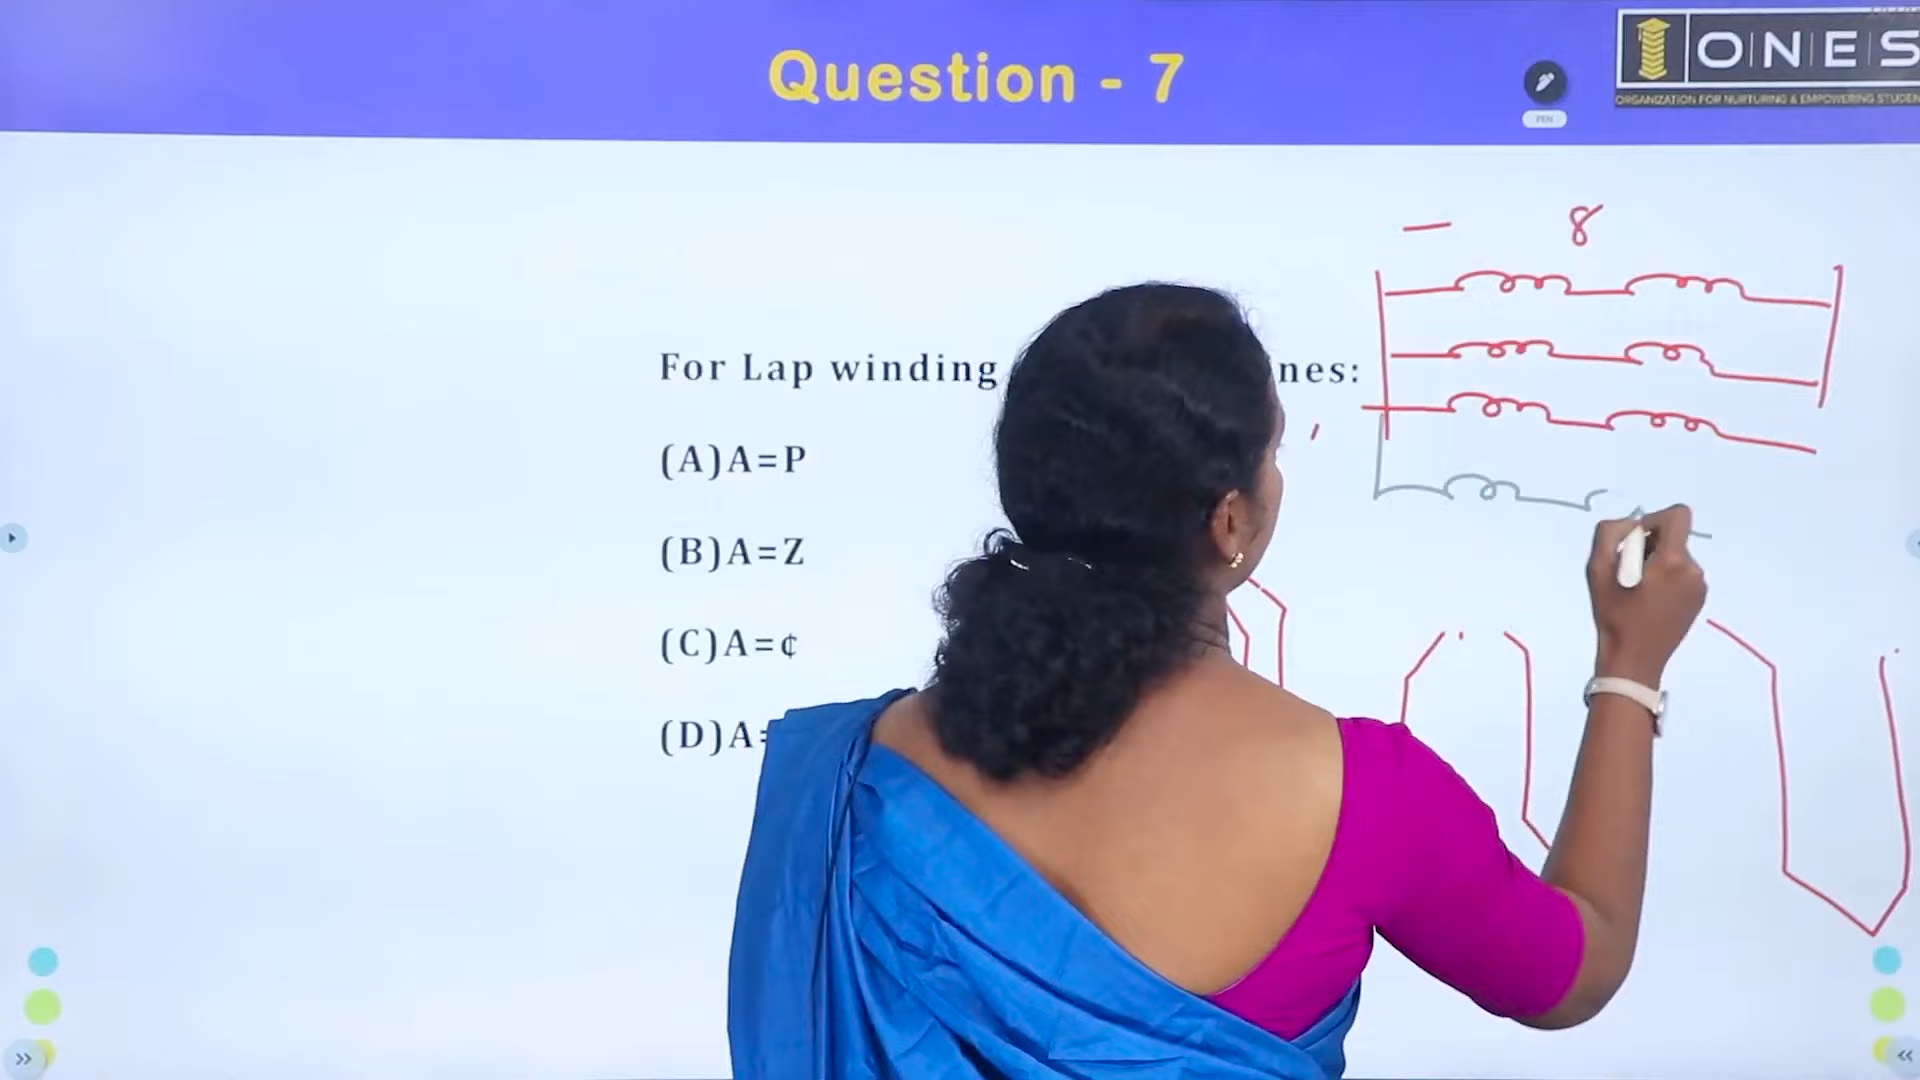 Question - 7
PEN
ONES
ORGANIZATION FOR NURTURING & EMPOWERING STUDEN
8
For Lap winding nes:
(A)A=P
(B)A=Z
(C)A=¢
(D)A=